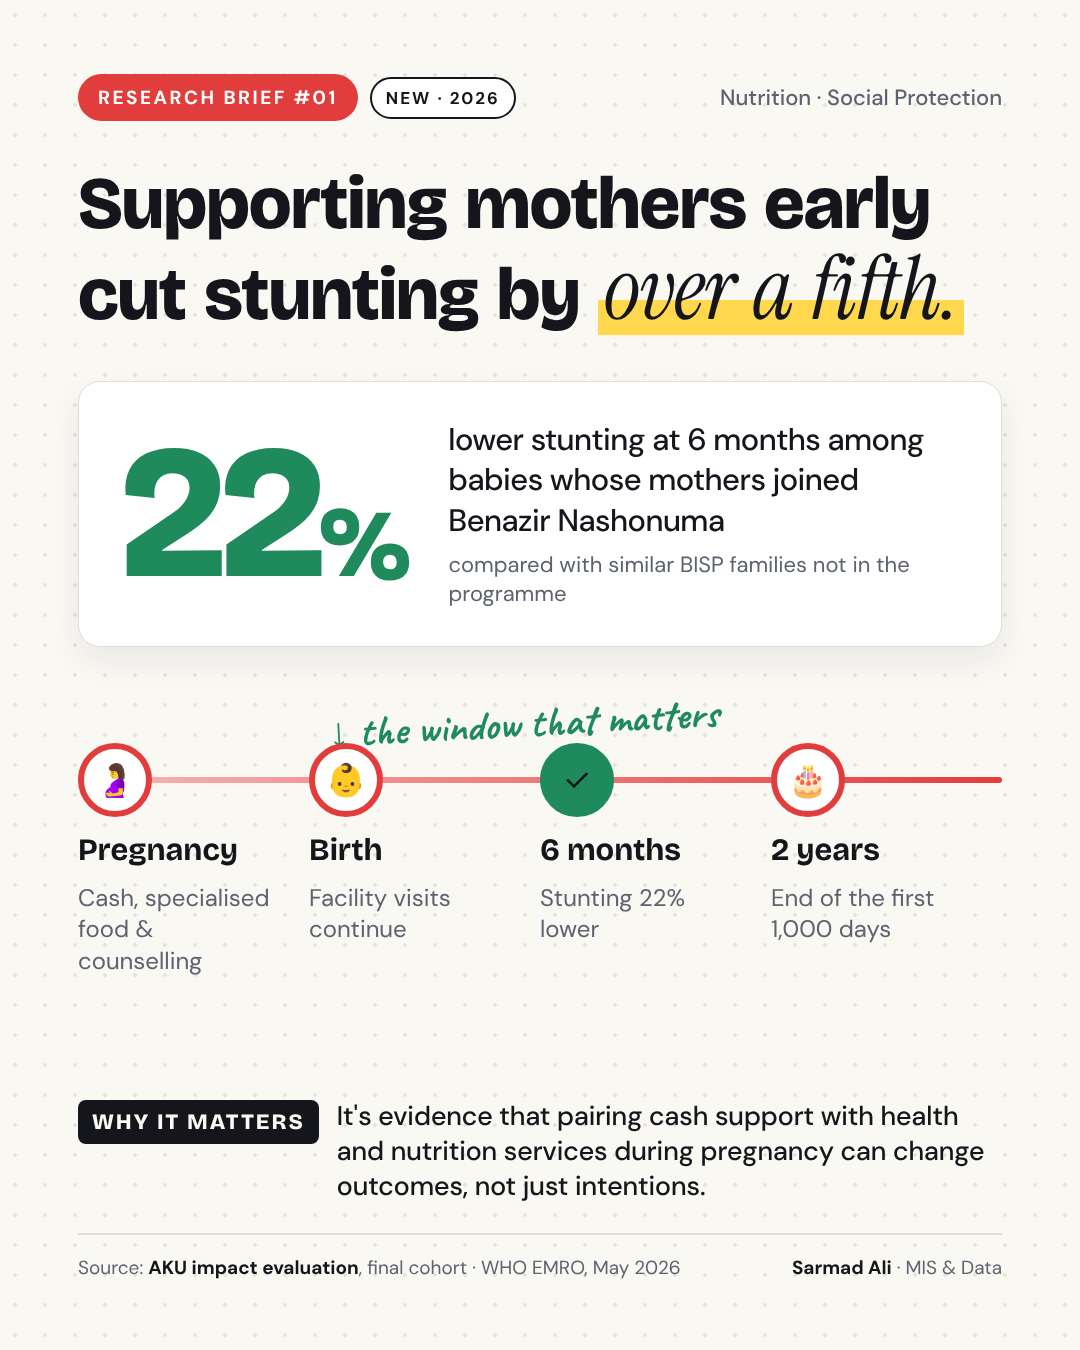 RESEARCH BRIEF #01
NEW · 2026
Nutrition · Social Protection
Supporting mothers early
cut stunting by over a fifth.
22%
lower stunting at 6 months among
babies whose mothers joined
Benazir Nashonuma
compared with similar BISP families not in the
programme
↓ the window that matters
Pregnancy
Cash, specialised
food &
counselling
Birth
Facility visits
continue
6 months
Stunting 22%
lower
2 years
End of the first
1,000 days
WHY IT MATTERS
It's evidence that pairing cash support with health
and nutrition services during pregnancy can change
outcomes, not just intentions.
Source: AKU impact evaluation, final cohort · WHO EMRO, May 2026
Sarmad Ali · MIS & Data